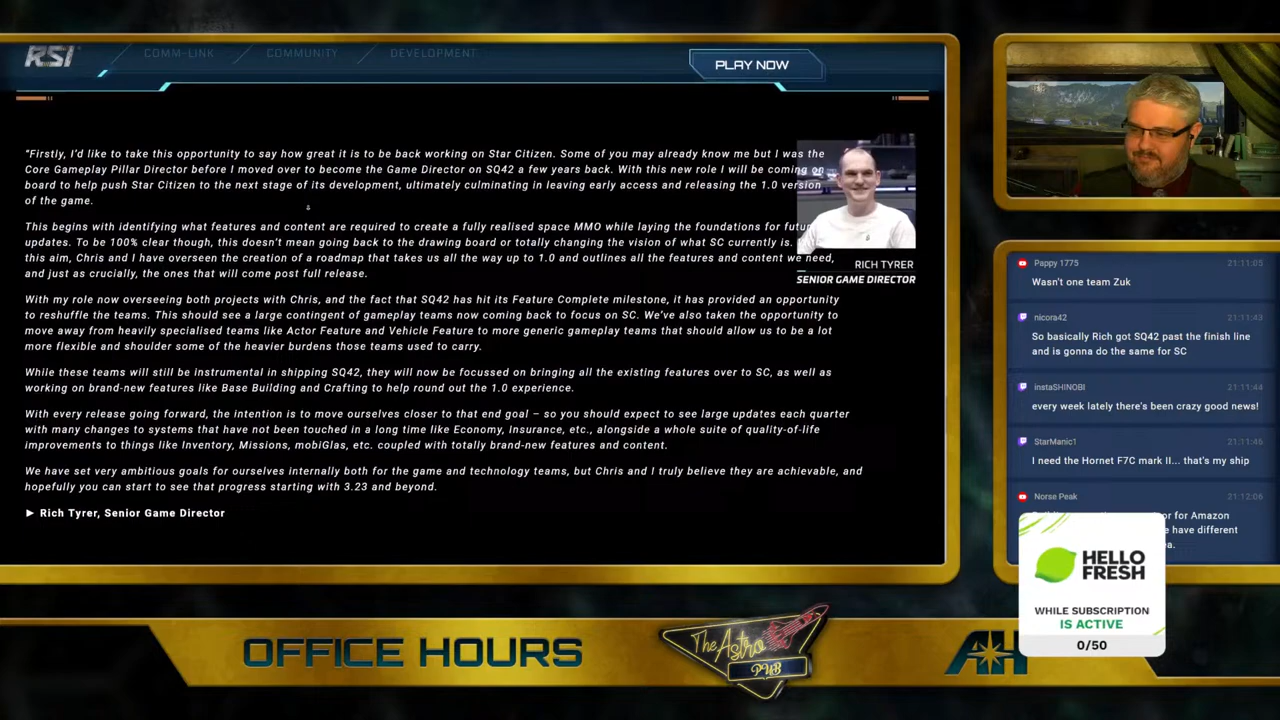 RSI
COMM-LINK
COMMUNITY
DEVELOPMENT
PLAY NOW
"Firstly, I'd like to take this opportunity to say how great it is to be back working on Star Citizen. Some of you may already know me but I was the
Core Gameplay Pillar Director before I moved over to become the Game Director on SQ42 a few years back. With this new role I will be coming on
board to help push Star Citizen to the next stage of its development, ultimately culminating in leaving early access and releasing the 1.0 version
of the game.
This begins with identifying what features and content are required to create a fully realised space MMO while laying the foundations for futur
updates. To be 100% clear though, this doesn't mean going back to the drawing board or totally changing the vision of what SC currently is.
this aim, Chris and I have overseen the creation of a roadmap that takes us all the way up to 1.0 and outlines all the features and content we need,
and just as crucially, the ones that will come post full release.
With my role now overseeing both projects with Chris, and the fact that SQ42 has hit its Feature Complete milestone, it has provided an opportunity
to reshuffle the teams. This should see a large contingent of gameplay teams now coming back to focus on SC. We've also taken the opportunity to
move away from heavily specialised teams like Actor Feature and Vehicle Feature to more generic gameplay teams that should allow us to be a lot
more flexible and shoulder some of the heavier burdens those teams used to carry.
While these teams will still be instrumental in shipping SQ42, they will now be focussed on bringing all the existing features over to SC, as well as
working on brand-new features like Base Building and Crafting to help round out the 1.0 experience.
With every release going forward, the intention is to move ourselves closer to that end goal – so you should expect to see large updates each quarter
with many changes to systems that have not been touched in a long time like Economy, Insurance, etc., alongside a whole suite of quality-of-life
improvements to things like Inventory, Missions, mobiGlas, etc. coupled with totally brand-new features and content.
We have set very ambitious goals for ourselves internally both for the game and technology teams, but Chris and I truly believe they are achievable, and
hopefully you can start to see that progress starting with 3.23 and beyond.
► Rich Tyrer, Senior Game Director
RICH TYRER
SENIOR GAME DIRECTOR
Pappy 1775 21:11:05
Wasn't one team Zuk
nicora42 21:11:43
So basically Rich got SQ42 past the finish line
and is gonna do the same for SC
instaSHINOBI 21:11:44
every week lately there's been crazy good news!
StarManic1 21:11:45
I need the Hornet F7C mark II... that's my ship
Norse Peak 21:12:06
or for Amazon
have different
HELLO
FRESH
WHILE SUBSCRIPTION
IS ACTIVE
0/50
OFFICE HOURS
The Astro
PUB
AH